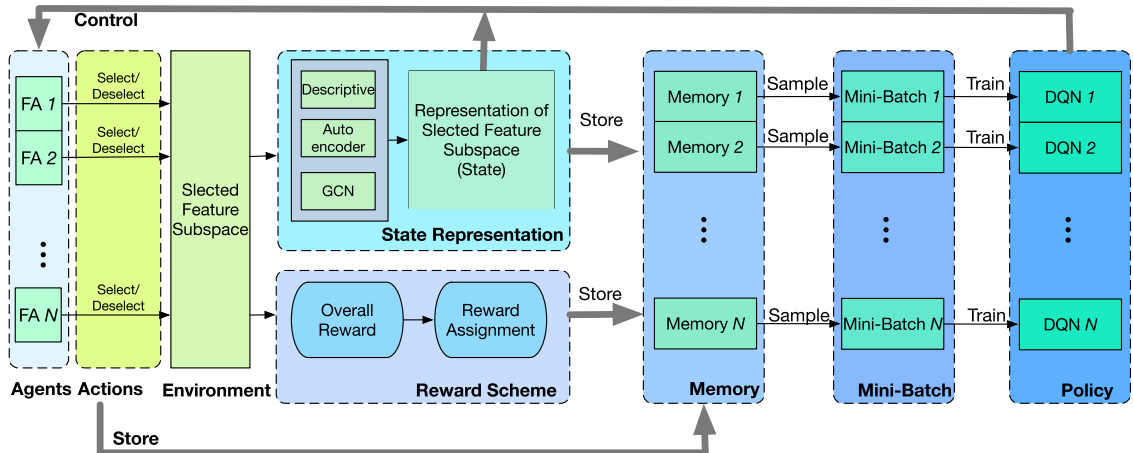 Control
FA 1
FA 2
FA N
Agents
Select/
Deselect
Select/
Deselect
Select/
Deselect
Actions
Slected
Feature
Subspace
Environment
Descriptive
Auto
encoder
GCN
Representation of
Slected Feature
Subspace
(State)
State Representation
Overall
Reward
Reward
Assignment
Reward Scheme
Store
Store
Store
Memory 1
Memory 2
Memory N
Memory
Sample
Sample
Sample
Mini-Batch 1
Mini-Batch 2
Mini-Batch N
Mini-Batch
Train
Train
Train
DQN 1
DQN 2
DQN N
Policy